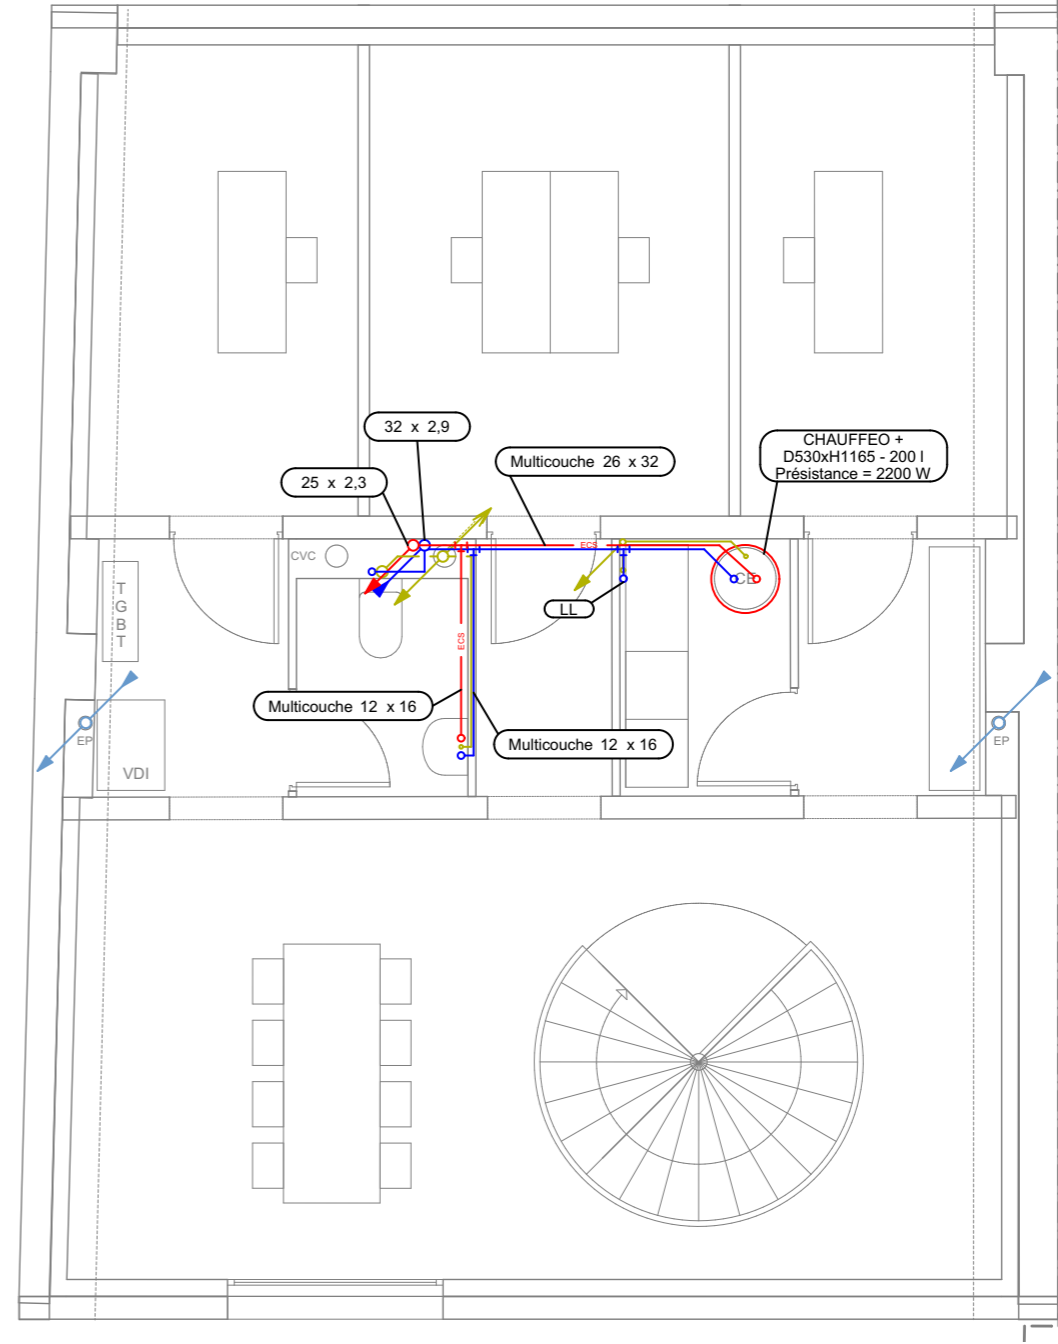 32 x 2,9
CHAUFFEO +
D530xH1165 - 200 l
Présistance = 2200 W
Multicouche 26 x 32
25 x 2,3
CVC
ECS
CE
T
G
B
T
LL
ECS
Multicouche 12 x 16
Multicouche 12 x 16
EP
EP
VDI